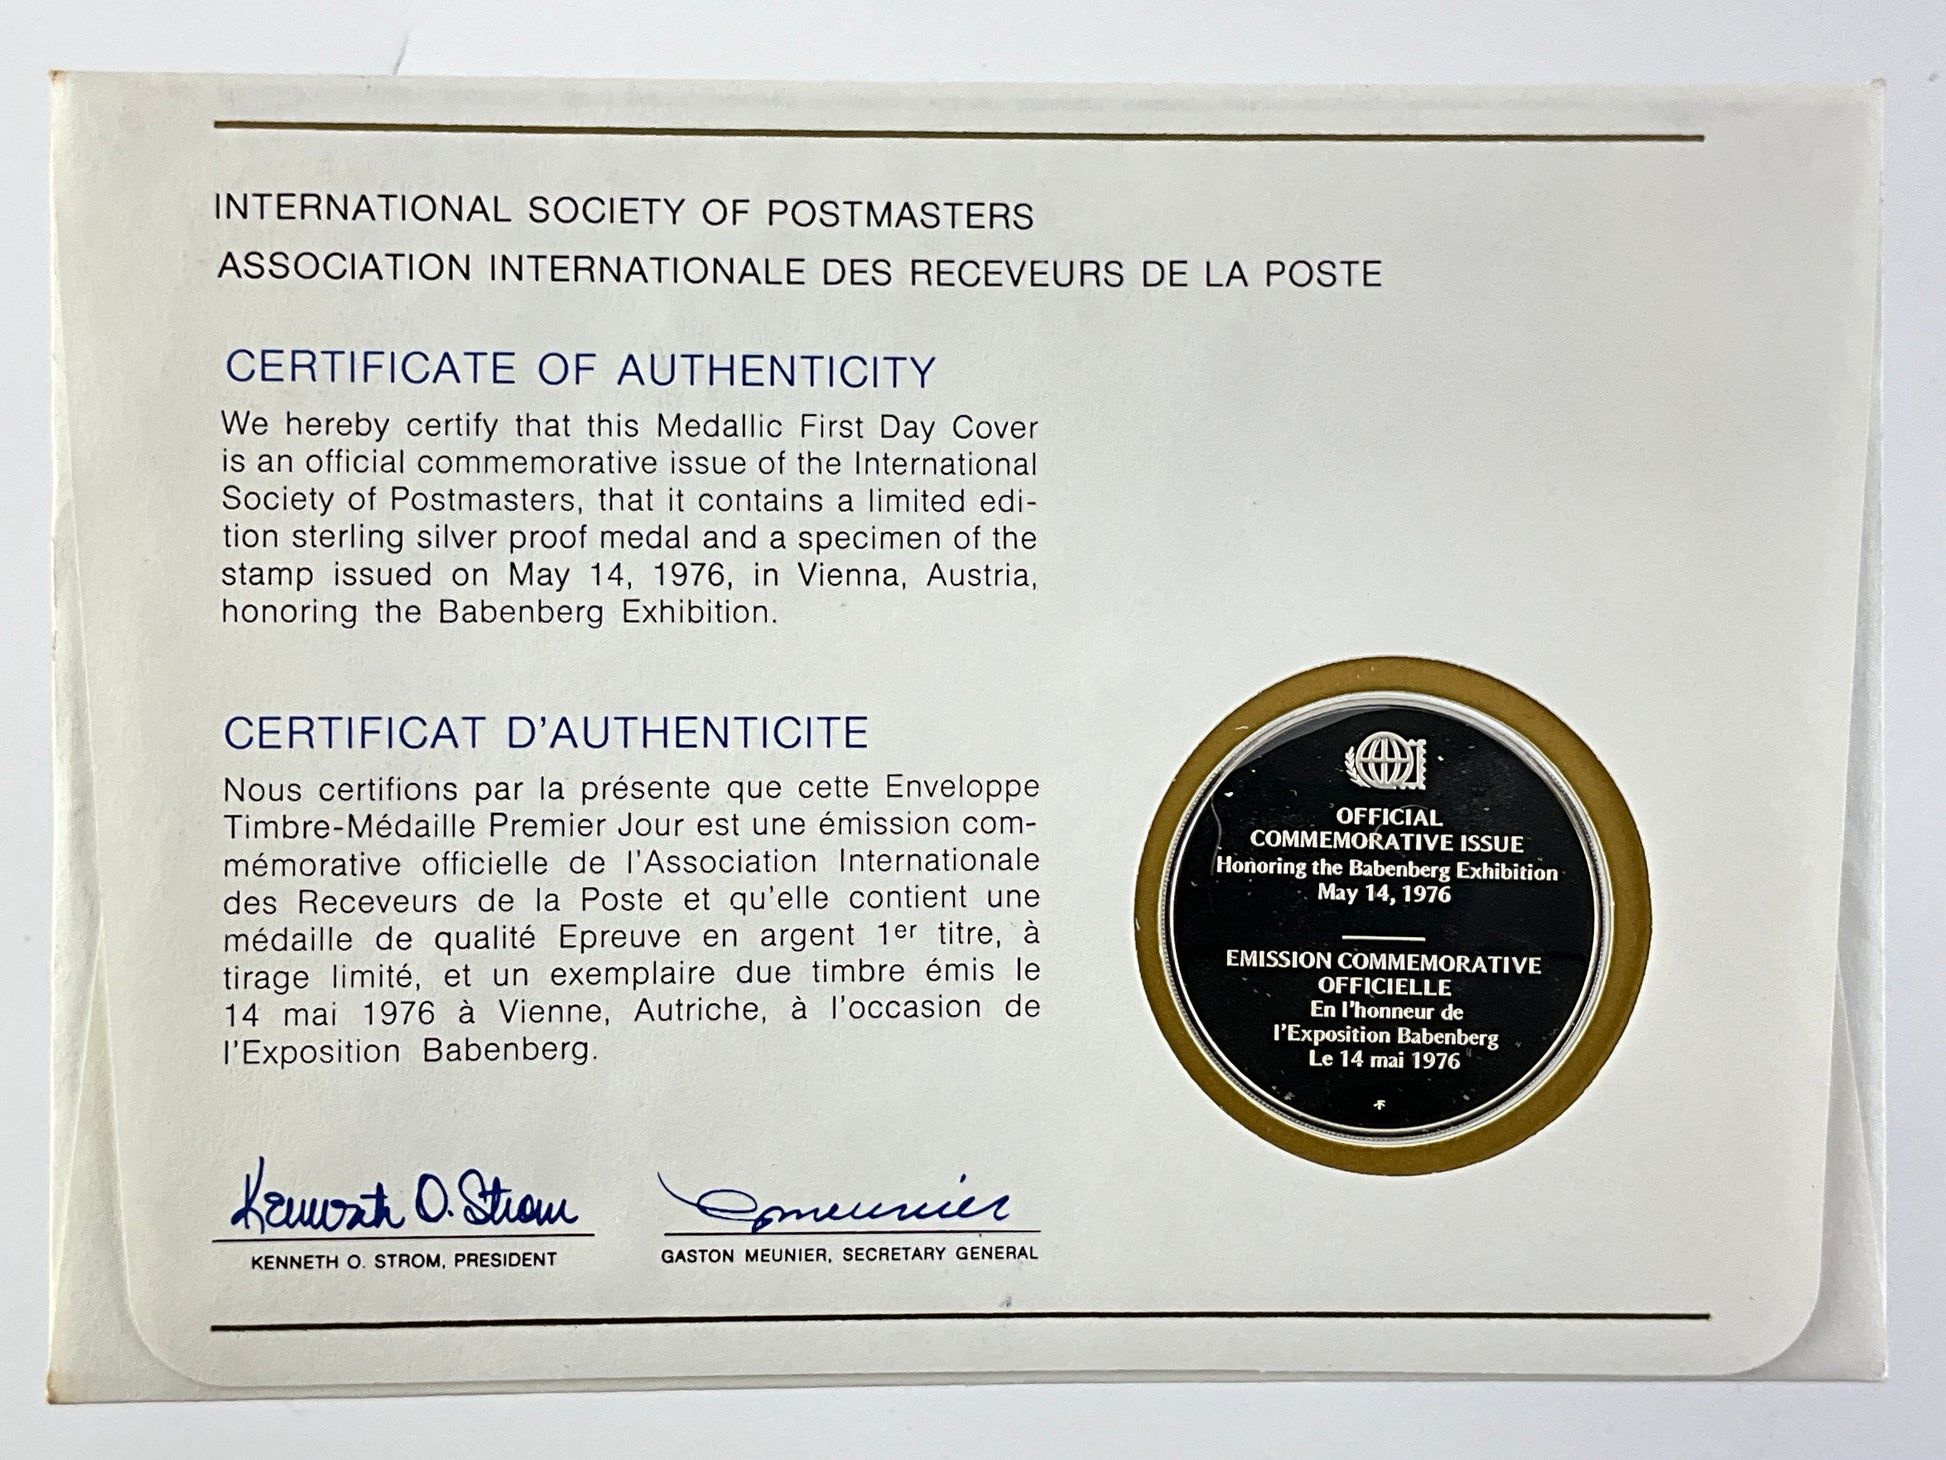 INTERNATIONAL SOCIETY OF POSTMASTERS
ASSOCIATION INTERNATIONALE DES RECEVEURS DE LA POSTE
CERTIFICATE OF AUTHENTICITY
We hereby certify that this Medallic First Day Cover
is an official commemorative issue of the International
Society of Postmasters, that it contains a limited edi-
tion sterling silver proof medal and a specimen of the
stamp issued on May 14, 1976, in Vienna, Austria,
honoring the Babenberg Exhibition.
CERTIFICAT D'AUTHENTICITE
Nous certifions par la présente que cette Enveloppe
Timbre-Médaille Premier Jour est une émission com-
mémorative officielle de l'Association Internationale
des Receveurs de la Poste et qu'elle contient une
médaille de qualité Epreuve en argent 1er titre, à
tirage limité, et un exemplaire due timbre émis le
14 mai 1976 à Vienne, Autriche, à l'occasion de
l'Exposition Babenberg.
Kenneth O. Strom
KENNETH O. STROM, PRESIDENT
GMeunier
GASTON MEUNIER, SECRETARY GENERAL
OFFICIAL
COMMEMORATIVE ISSUE
Honoring the Babenberg Exhibition
May 14, 1976
EMISSION COMMEMORATIVE
OFFICIELLE
En l'honneur de
l'Exposition Babenberg
Le 14 mai 1976